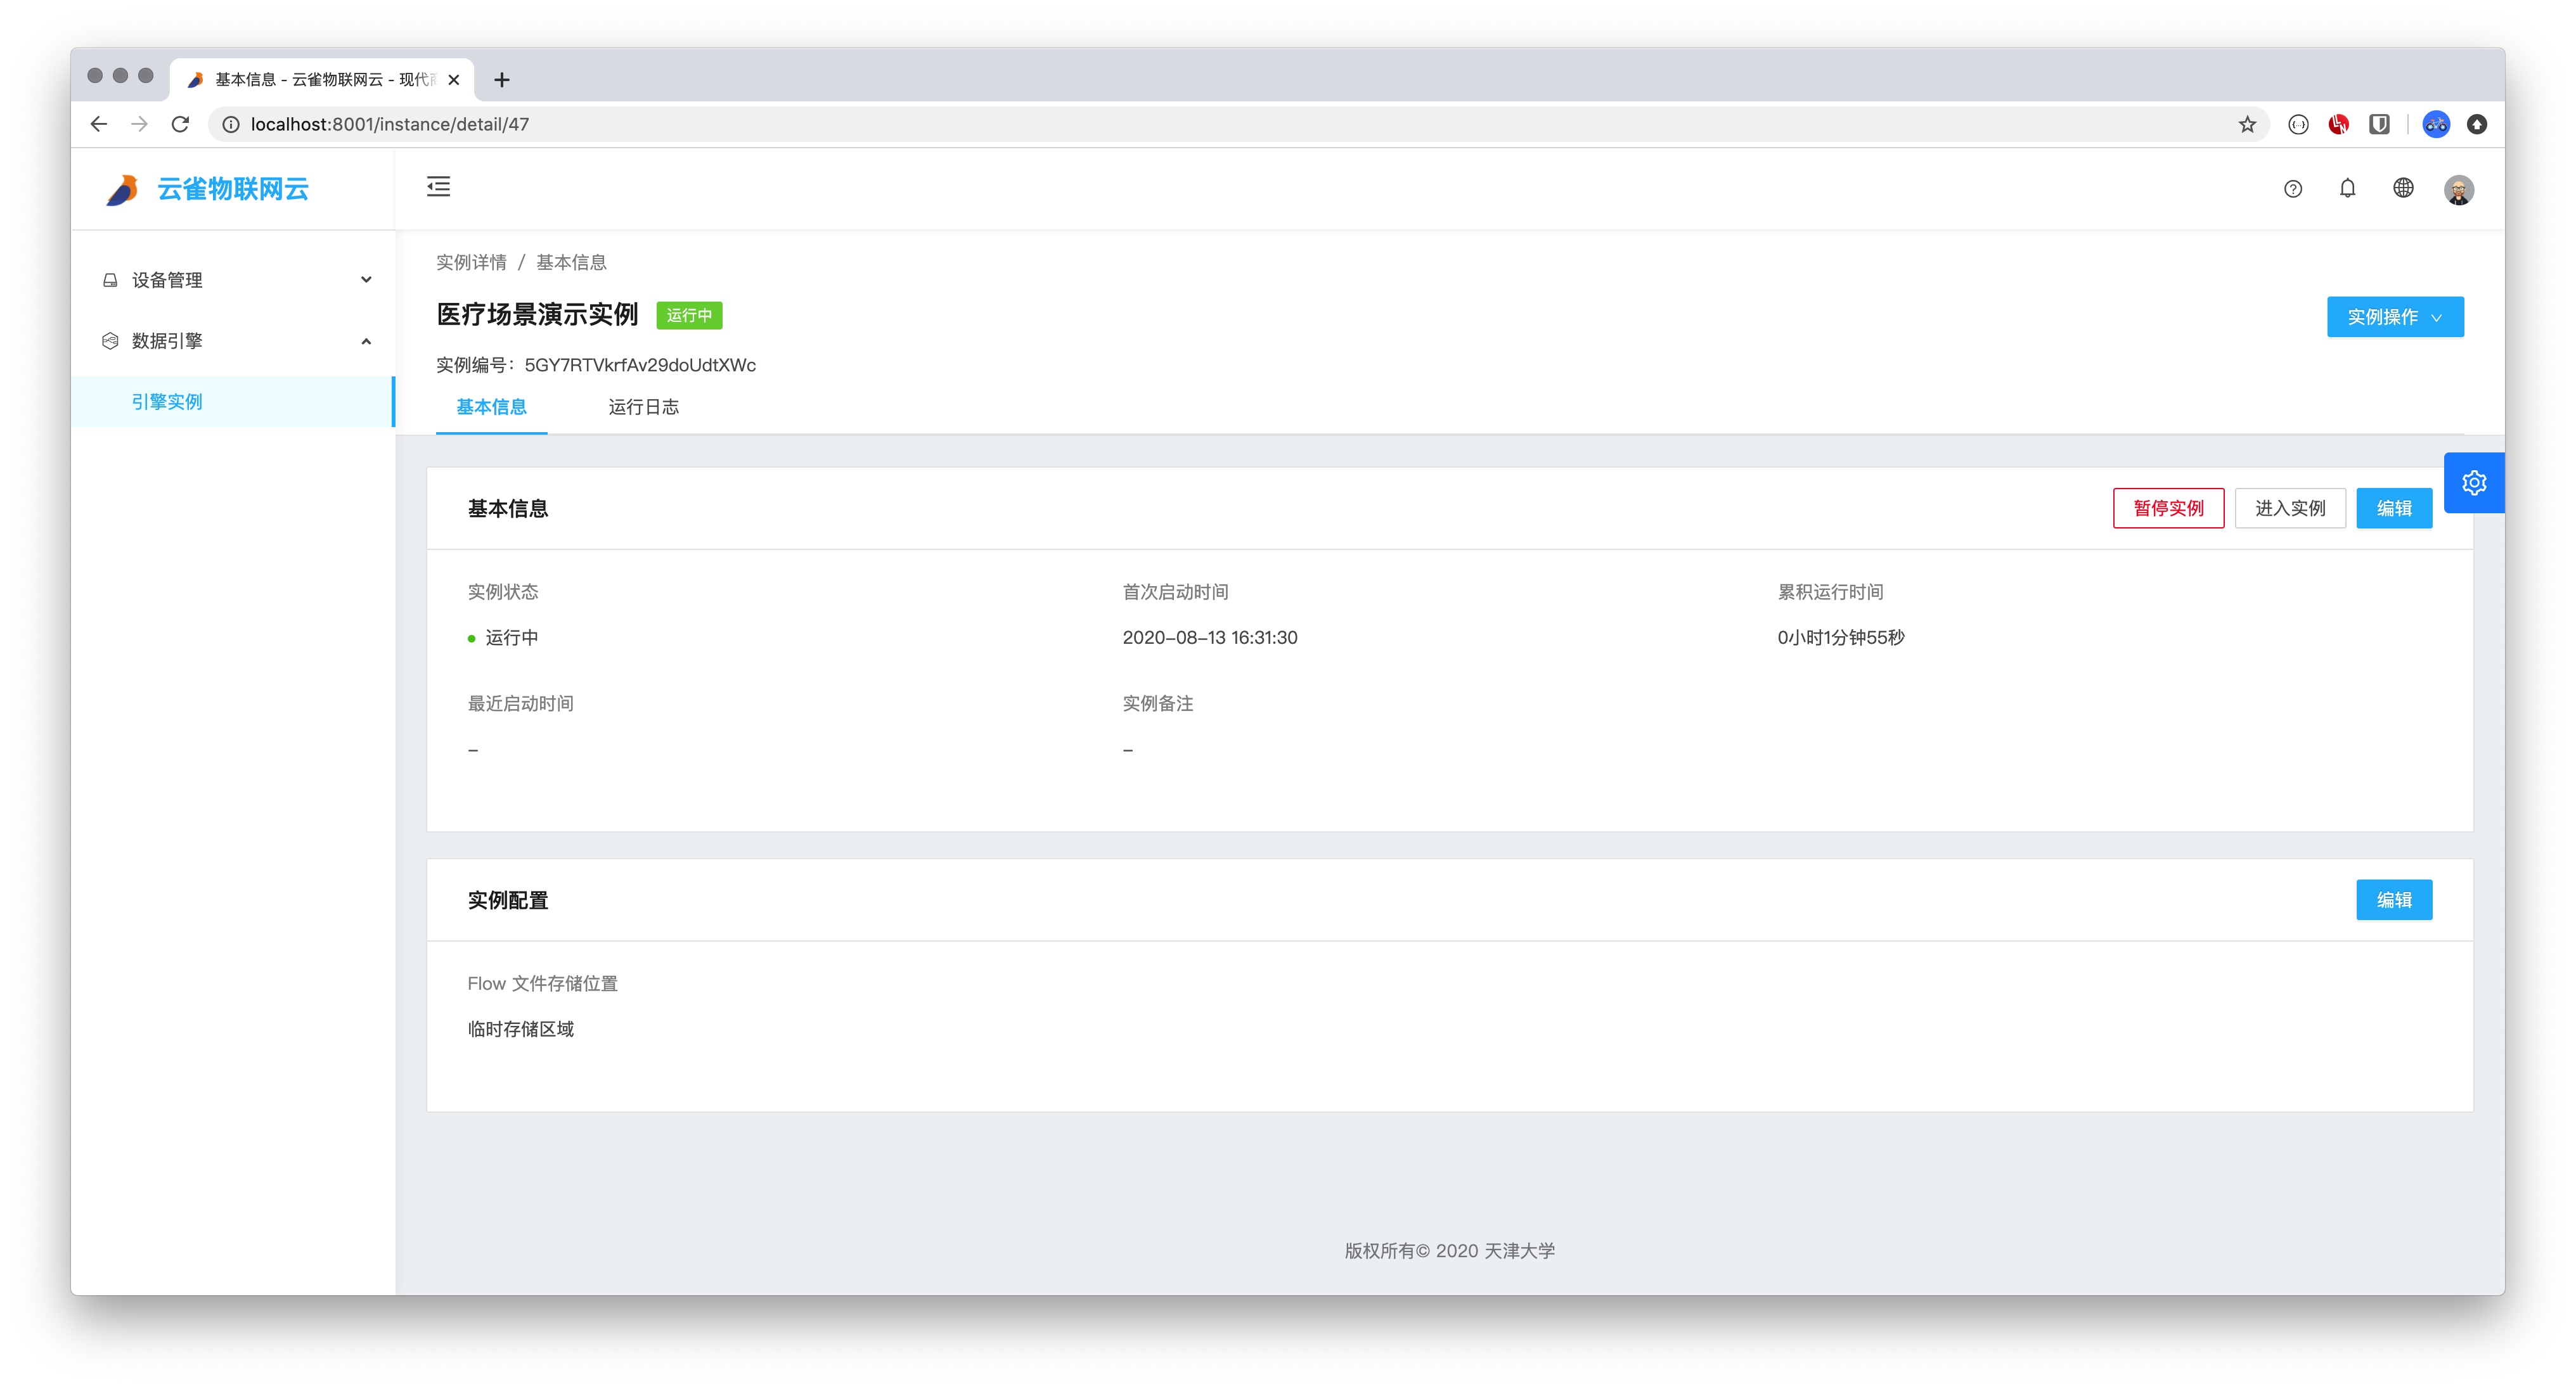 基本信息 - 云雀物联网云 - 现代
localhost:8001/instance/detail/47
云雀物联网云
设备管理
数据引擎
引擎实例
实例详情 / 基本信息
医疗场景演示实例 运行中
实例操作
实例编号：5GY7RTVkrfAv29doUdtXWc
基本信息 运行日志
基本信息
暂停实例 进入实例 编辑
实例状态 首次启动时间 累积运行时间
运行中 2020-08-13 16:31:30 0小时1分钟55秒
最近启动时间 实例备注
- -
实例配置 编辑
Flow 文件存储位置
临时存储区域
版权所有© 2020 天津大学